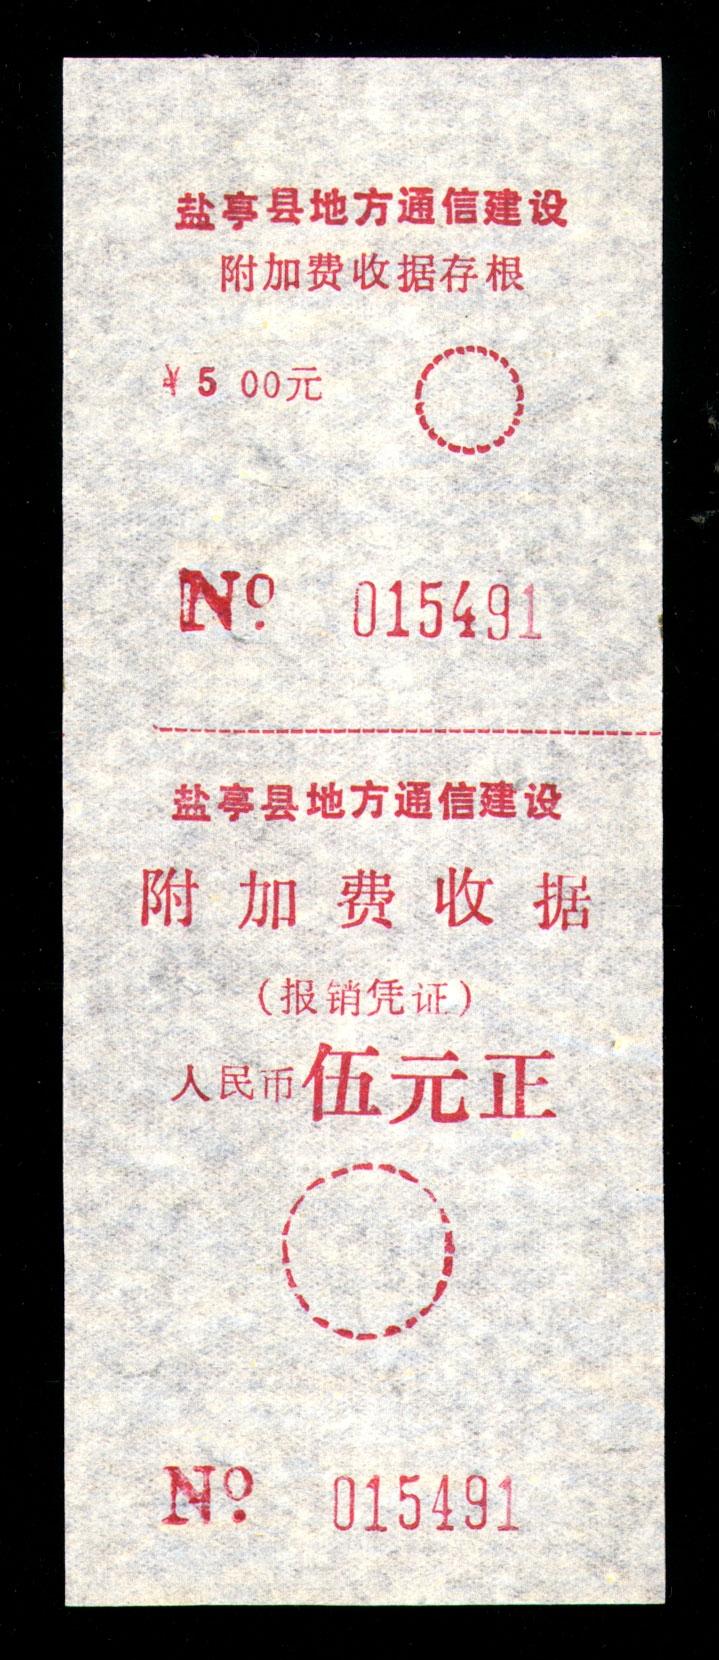 盐亭县地方通信建设
附加费收据存根
¥ 5 00元
Nº 015491
盐亭县地方通信建设
附加费收据
(报销凭证)
人民币伍元正
Nº 015491